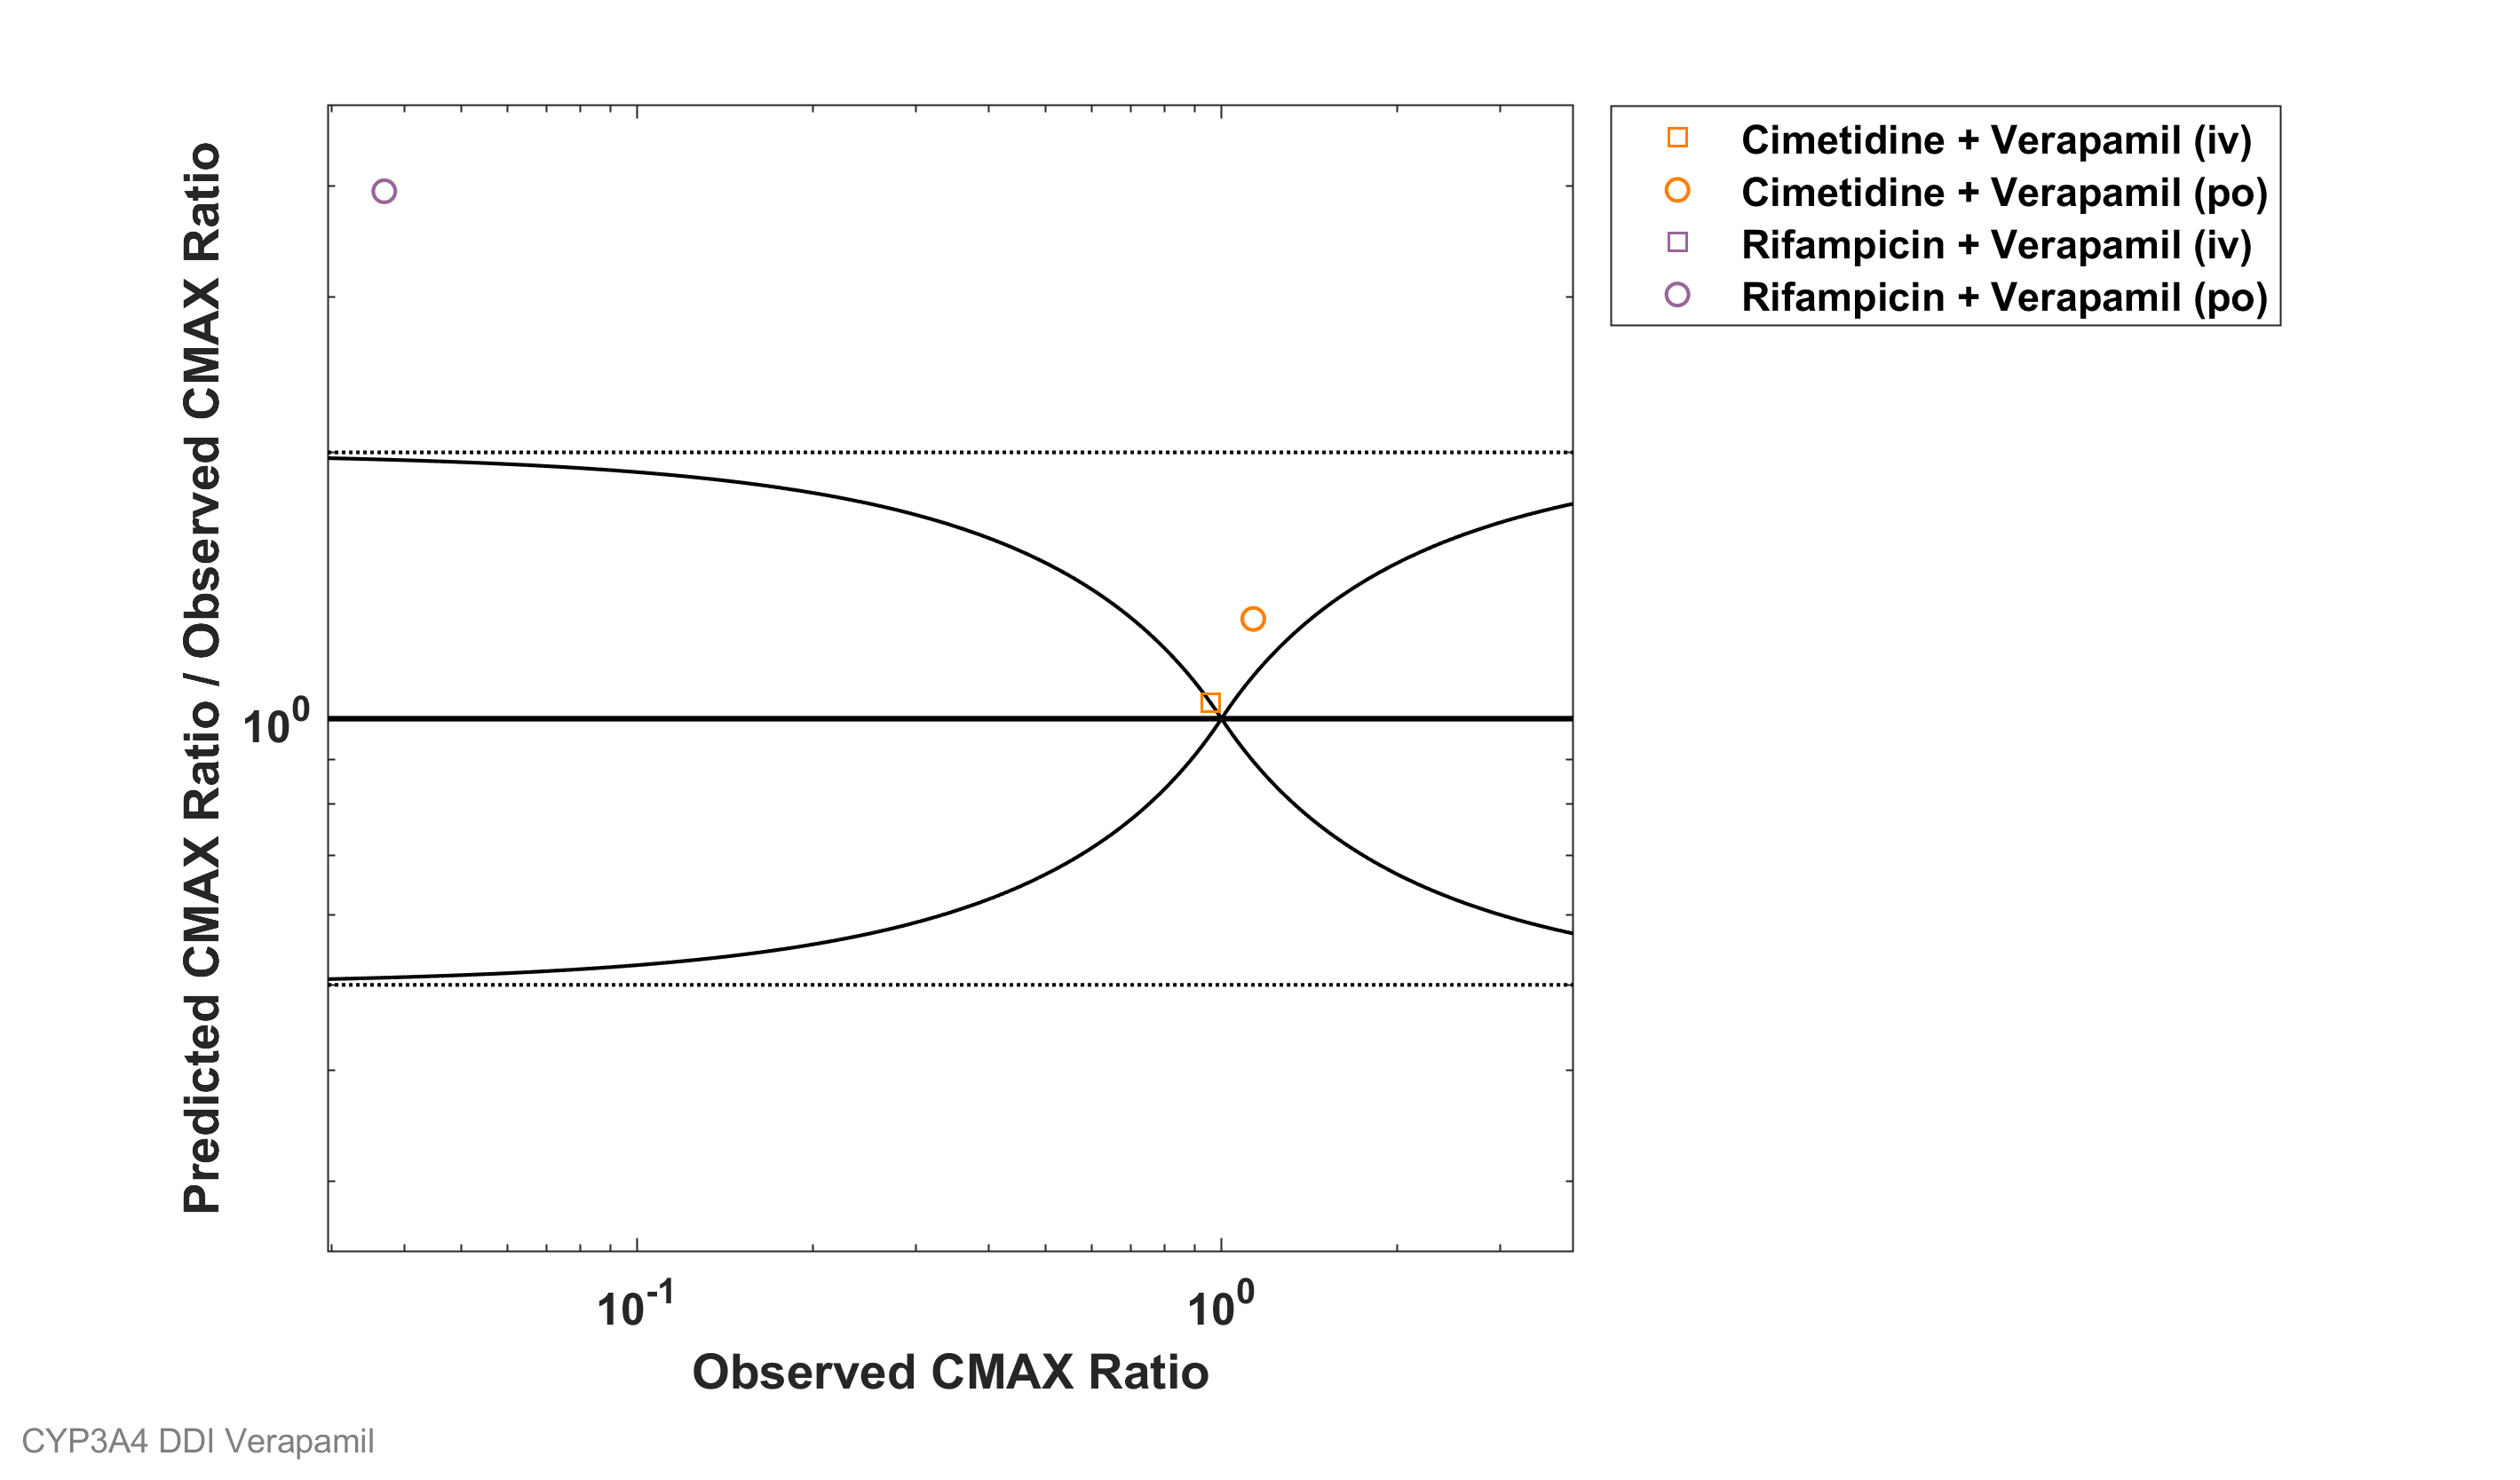 Predicted CMAX Ratio / Observed CMAX Ratio
10^0
10^-1
10^0
Observed CMAX Ratio
Cimetidine + Verapamil (iv)
Cimetidine + Verapamil (po)
Rifampicin + Verapamil (iv)
Rifampicin + Verapamil (po)
CYP3A4 DDI Verapamil